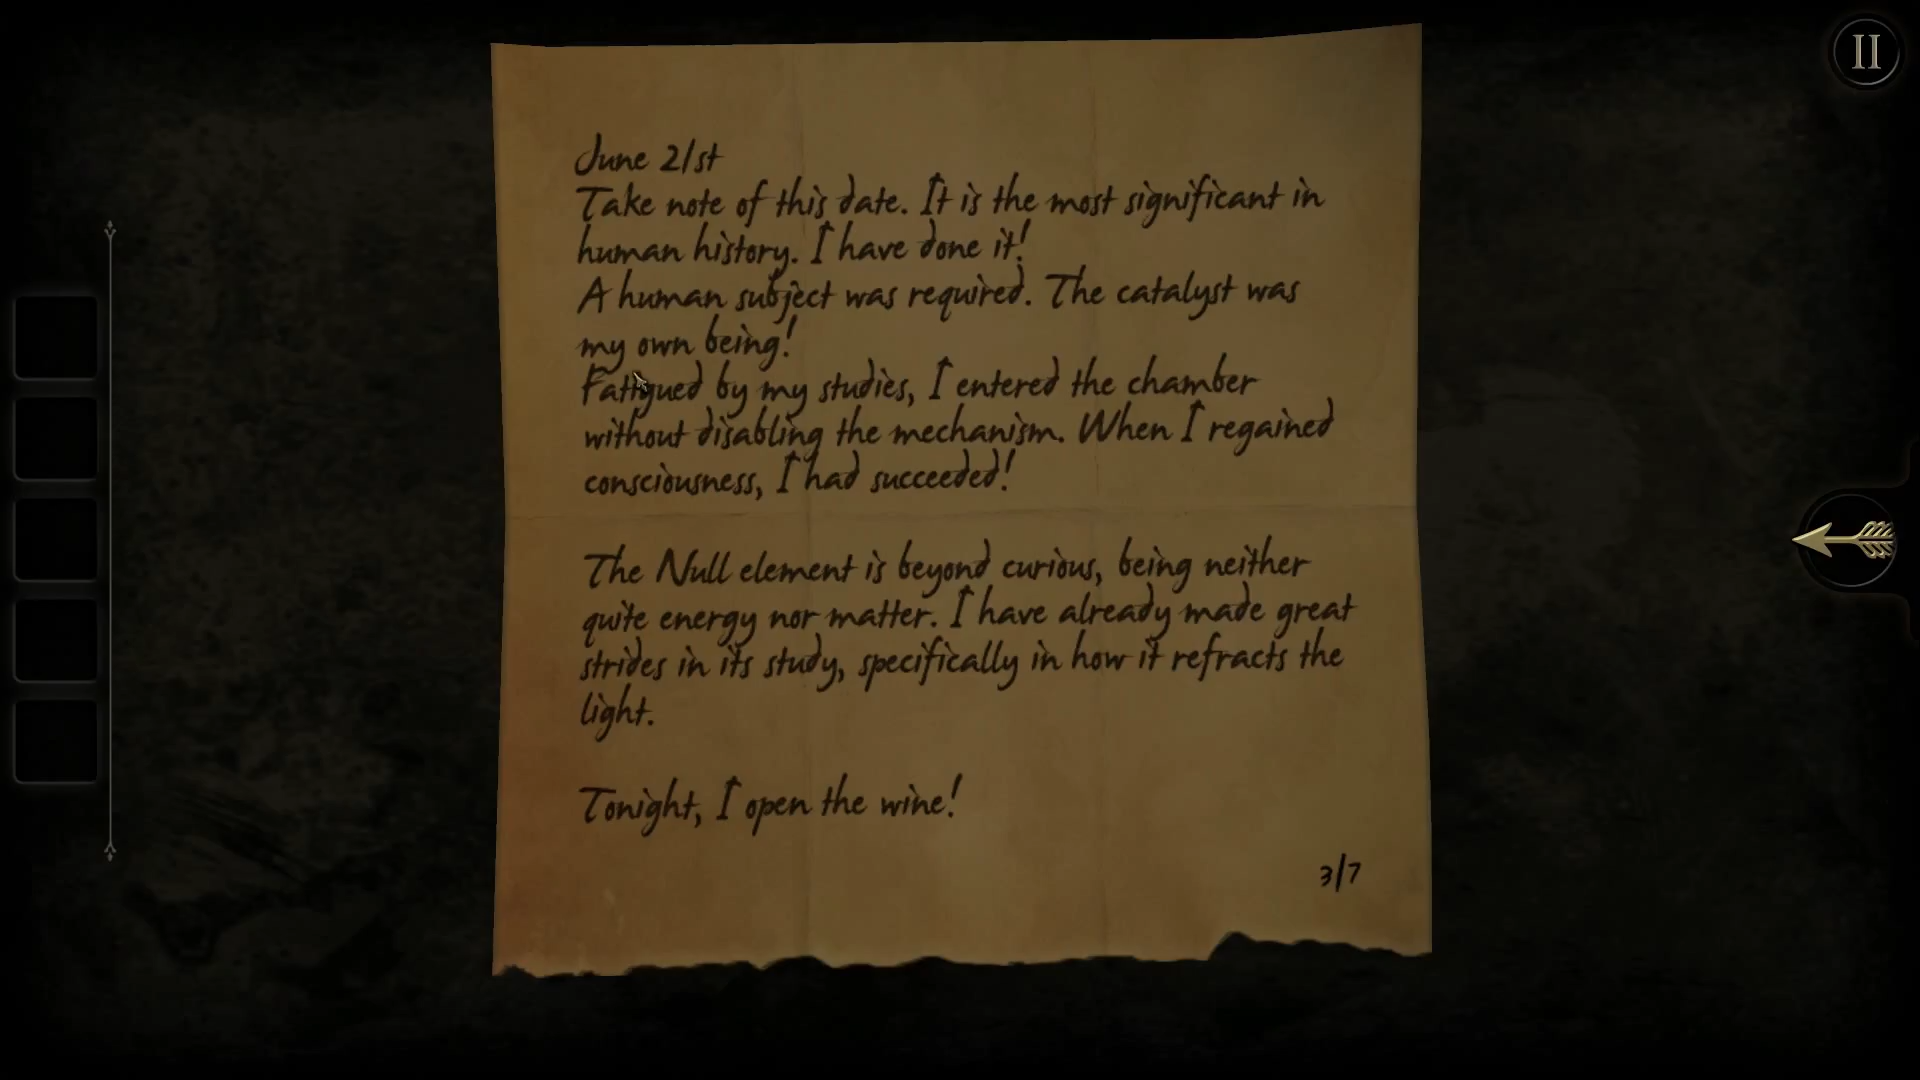 II
June 21st
Take note of this date. It is the most significant in
human history. I have done it!
A human subject was required. The catalyst was
my own being!
Fatigued by my studies, I entered the chamber
without disabling the mechanism. When I regained
consciousness, I had succeeded!
The Null element is beyond curious, being neither
quite energy nor matter. I have already made great
strides in its study, specifically in how it refracts the
light.
Tonight, I open the wine!
3/7